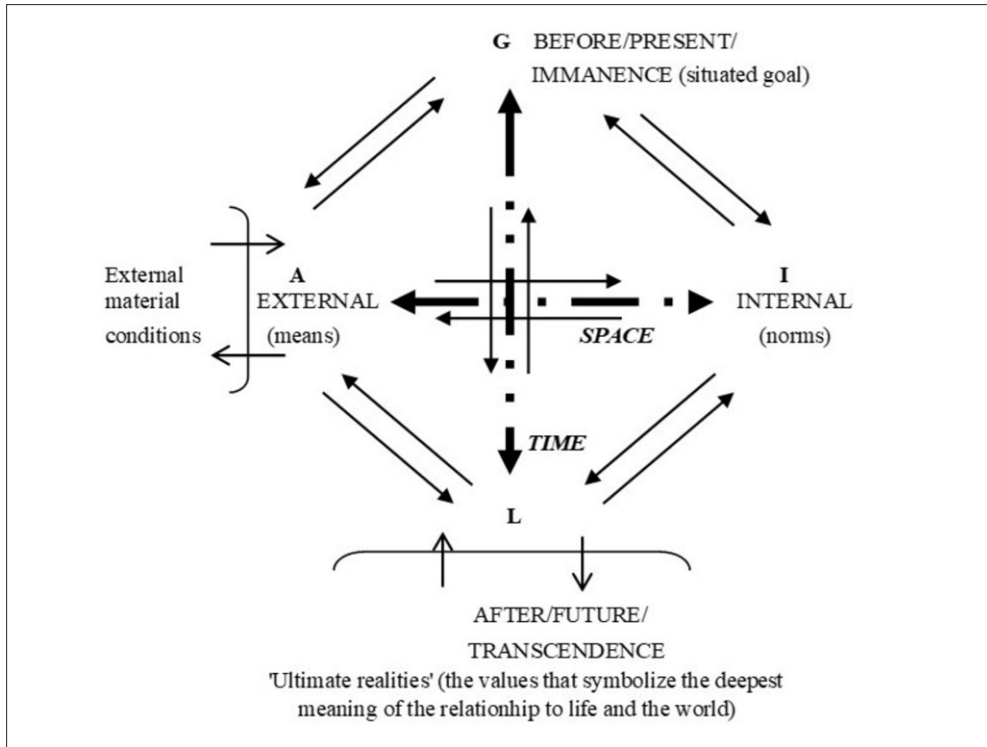 G BEFORE/PRESENT/
IMMANENCE (situated goal)
External
material
conditions
A
EXTERNAL
(means)
SPACE
I
INTERNAL
(norms)
TIME
L
AFTER/FUTURE/
TRANSCENDENCE
'Ultimate realities' (the values that symbolize the deepest
meaning of the relationhip to life and the world)